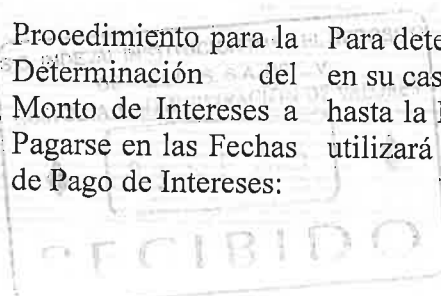 Procedimiento para la Para dete
Determinación del en su cas
Monto de Intereses a hasta la
Pagarse en las Fechas utilizará
de Pago de Intereses:
RECIBIDO